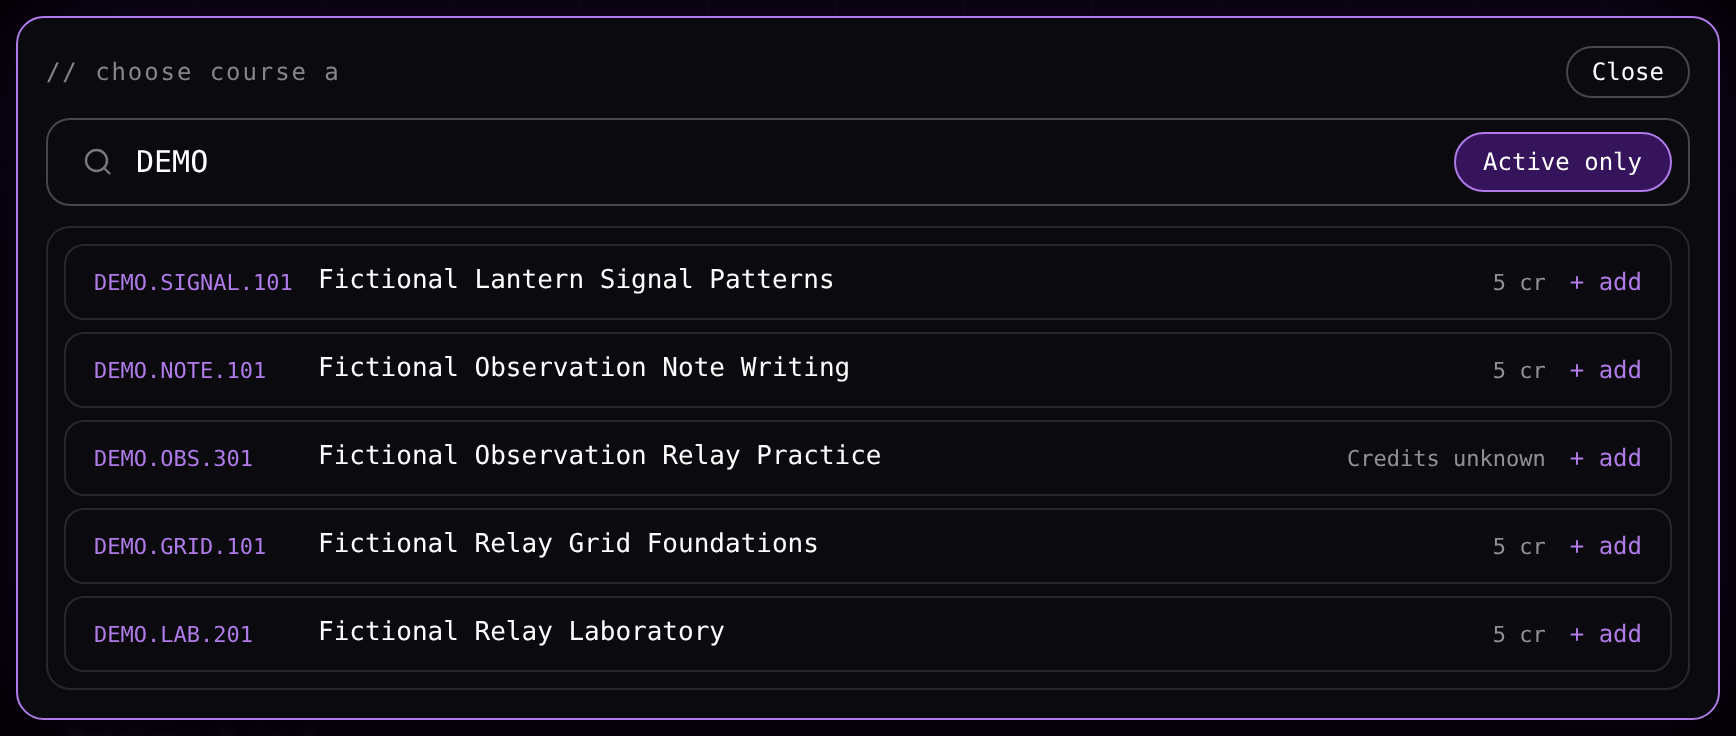 // choose course a
Close
DEMO
Active only
DEMO.SIGNAL.101 Fictional Lantern Signal Patterns 5 cr + add
DEMO.NOTE.101 Fictional Observation Note Writing 5 cr + add
DEMO.OBS.301 Fictional Observation Relay Practice Credits unknown + add
DEMO.GRID.101 Fictional Relay Grid Foundations 5 cr + add
DEMO.LAB.201 Fictional Relay Laboratory 5 cr + add